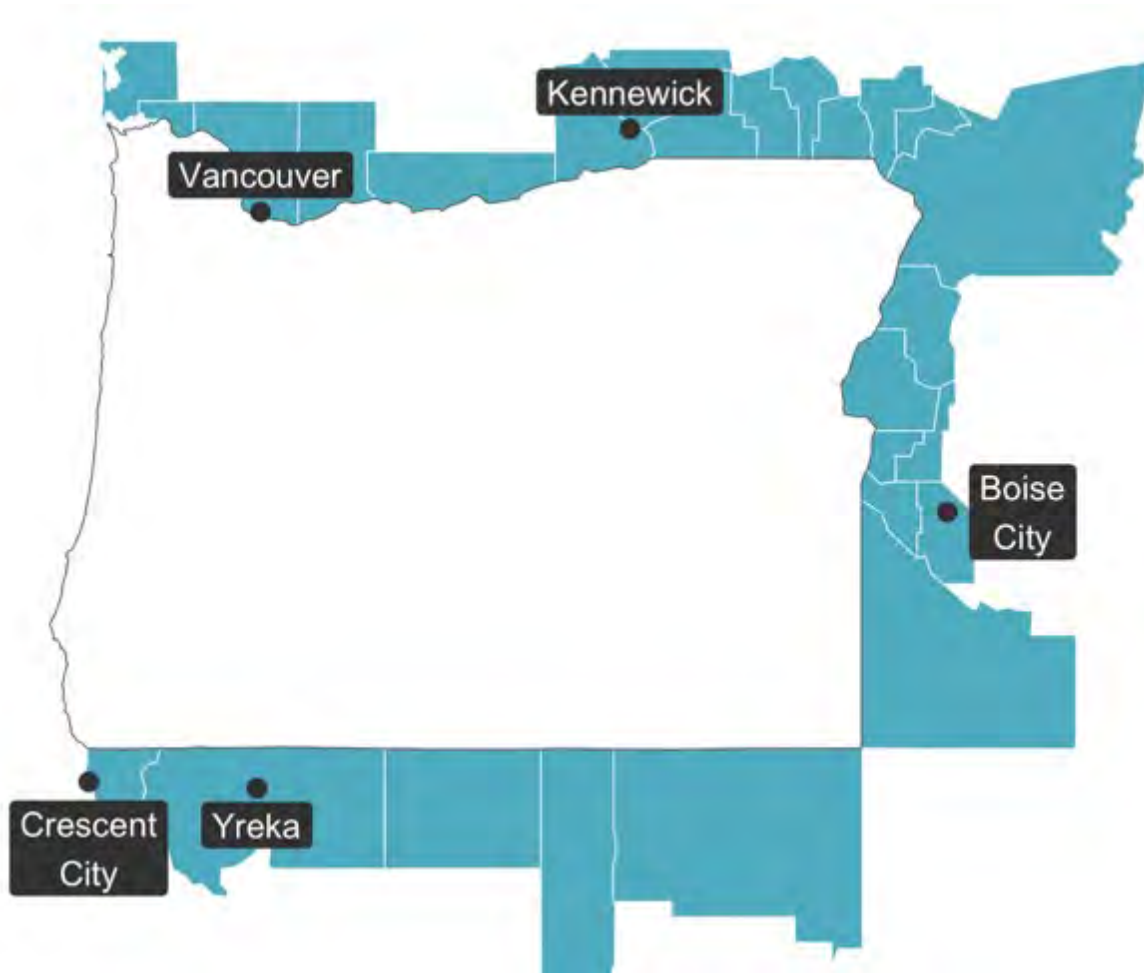 Kennewick
Vancouver
Boise
City
Crescent
City
Yreka